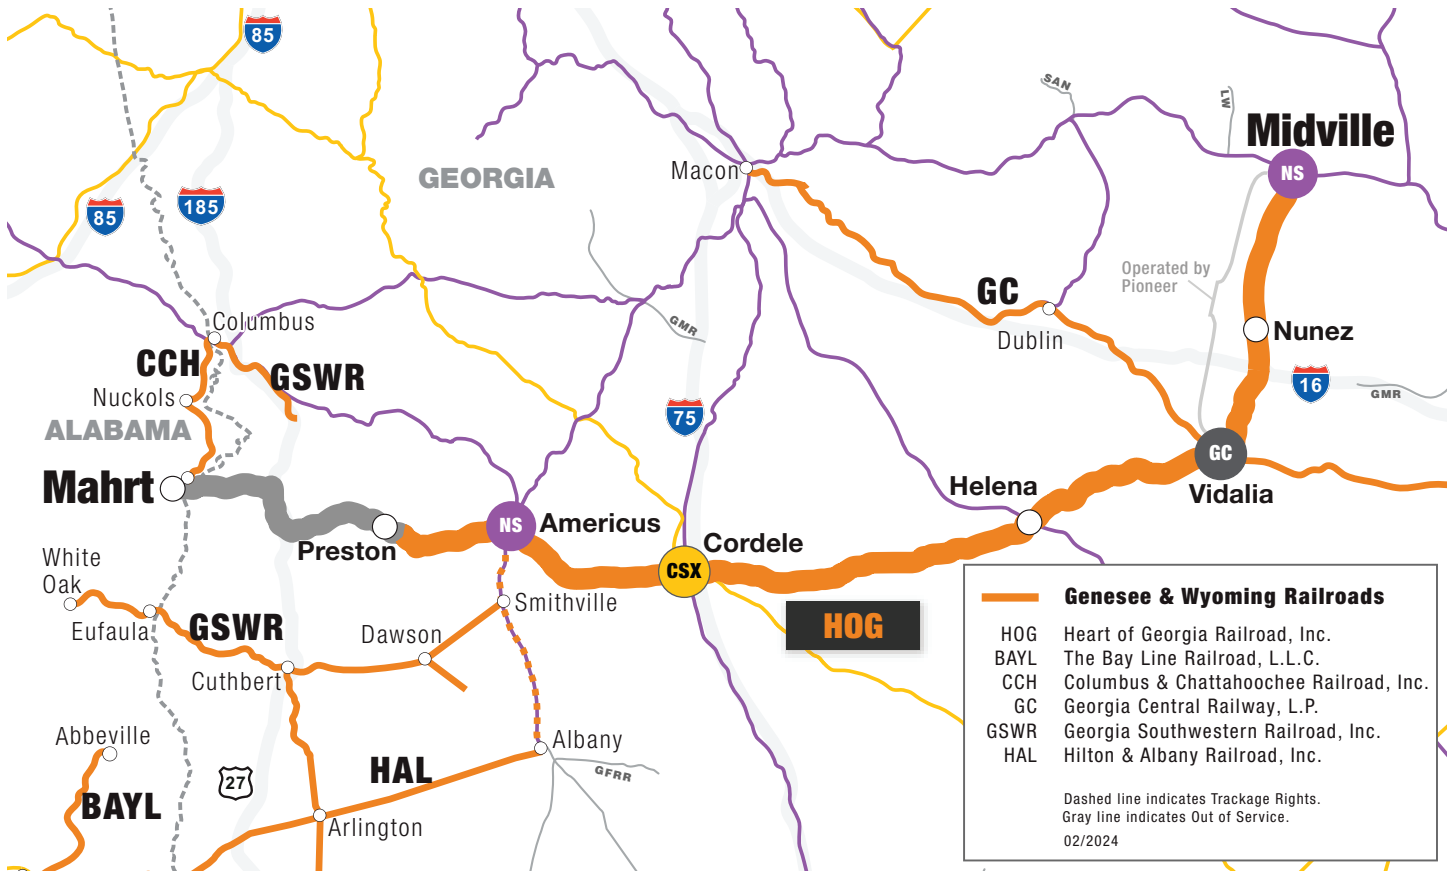 85
SAN
LW
Midville
NS
Macon
GEORGIA
185
85
Operated by
Pioneer
GC
Columbus
GMR
Dublin
Nunez
CCH
GSWR
Nuckols
16
GMR
75
ALABAMA
GC
Mahrt
Helena
Vidalia
NS
Americus
Preston
Cordele
CSX
White
Oak
Smithville
Eufaula
GSWR
Dawson
HOG
Cuthbert
Abbeville
Albany
HAL
GFRR
27
BAYL
Arlington
Genesee & Wyoming Railroads
HOG Heart of Georgia Railroad, Inc.
BAYL The Bay Line Railroad, L.L.C.
CCH Columbus & Chattahoochee Railroad, Inc.
GC Georgia Central Railway, L.P.
GSWR Georgia Southwestern Railroad, Inc.
HAL Hilton & Albany Railroad, Inc.
Dashed line indicates Trackage Rights.
Gray line indicates Out of Service.
02/2024